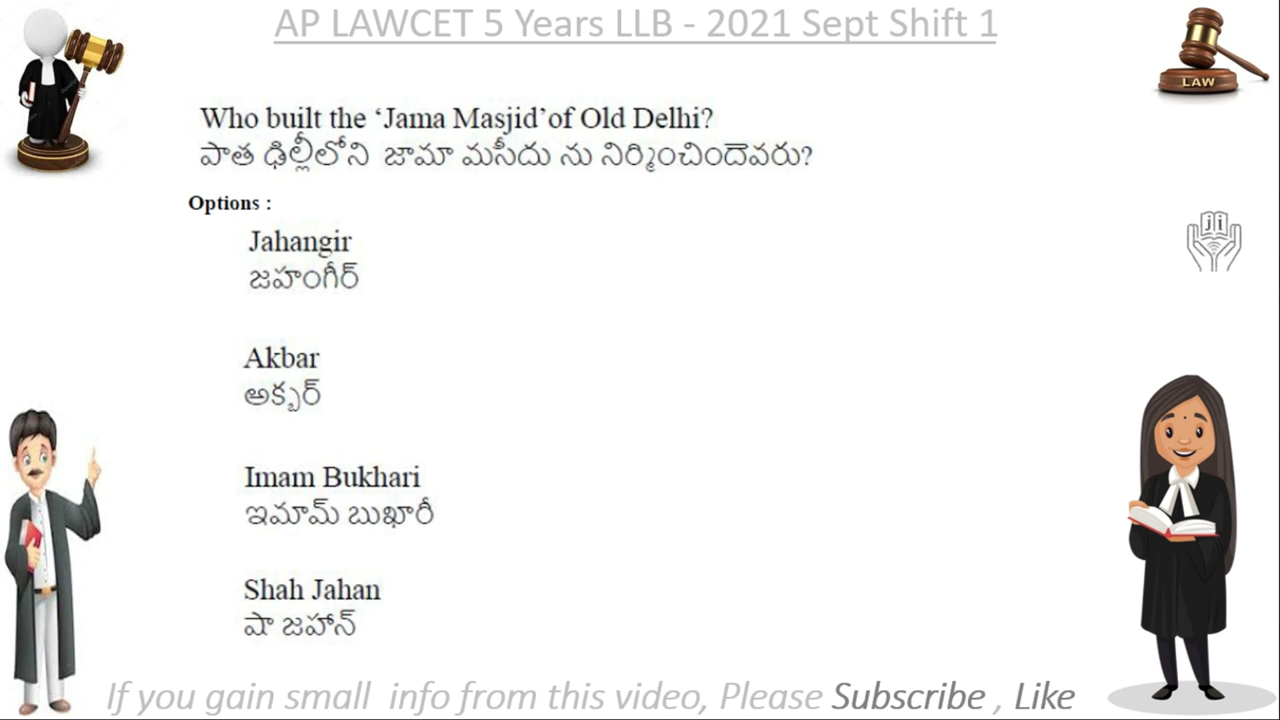 AP LAWCET 5 Years LLB - 2021 Sept Shift 1
LAW
Who built the ‘Jama Masjid’of Old Delhi?
పాత ఢిల్లీలోని జామా మసీదు ను నిర్మించిందెవరు?
Options :
ji
Jahangir
జహంగీర్
Akbar
అక్బర్
Imam Bukhari
ఇమామ్ బుఖారీ
Shah Jahan
షా జహాన్
If you gain small info from this video, Please Subscribe , Like